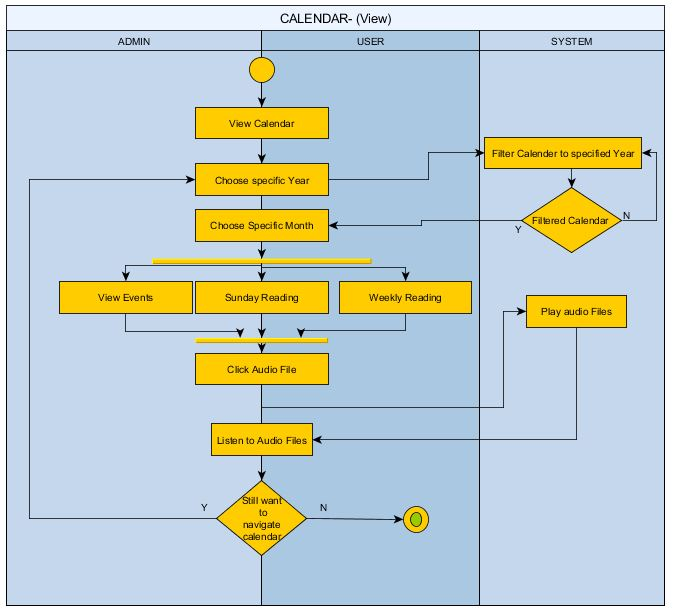 CALENDAR- (View)
ADMIN
USER
SYSTEM
View Calendar
Filter Calender to specified Year
Choose specific Year
Choose Specific Month
Filtered Calendar
N
Y
View Events
Sunday Reading
Weekly Reading
Play audio Files
Click Audio File
Listen to Audio Files
Still want
to
navigate
calendar
Y
N